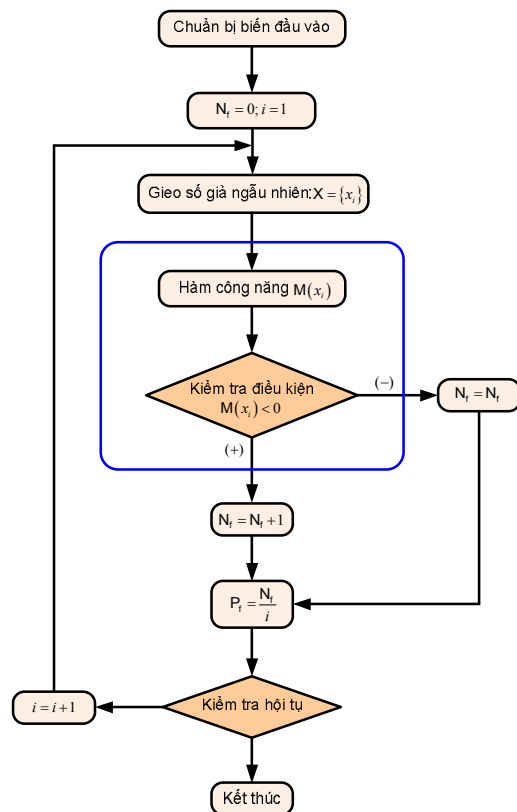 Chuẩn bị biến đầu vào
N_f = 0; i = 1
Gieo số giả ngẫu nhiên: X = {x_i}
Hàm công năng M(x_i)
Kiểm tra điều kiện
M(x_i) < 0
(−)
N_f = N_f
(+)
N_f = N_f + 1
P_f = N_f / i
i = i + 1
Kiểm tra hội tụ
Kết thúc